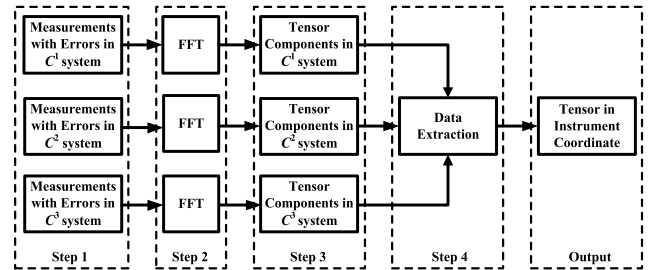 Measurements
with Errors in
C¹ system
FFT
Tensor
Components in
C¹ system
Measurements
with Errors in
C² system
FFT
Tensor
Components in
C² system
Data
Extraction
Tensor in
Instrument
Coordinate
Measurements
with Errors in
C³ system
FFT
Tensor
Components in
C³ system
Step 1
Step 2
Step 3
Step 4
Output